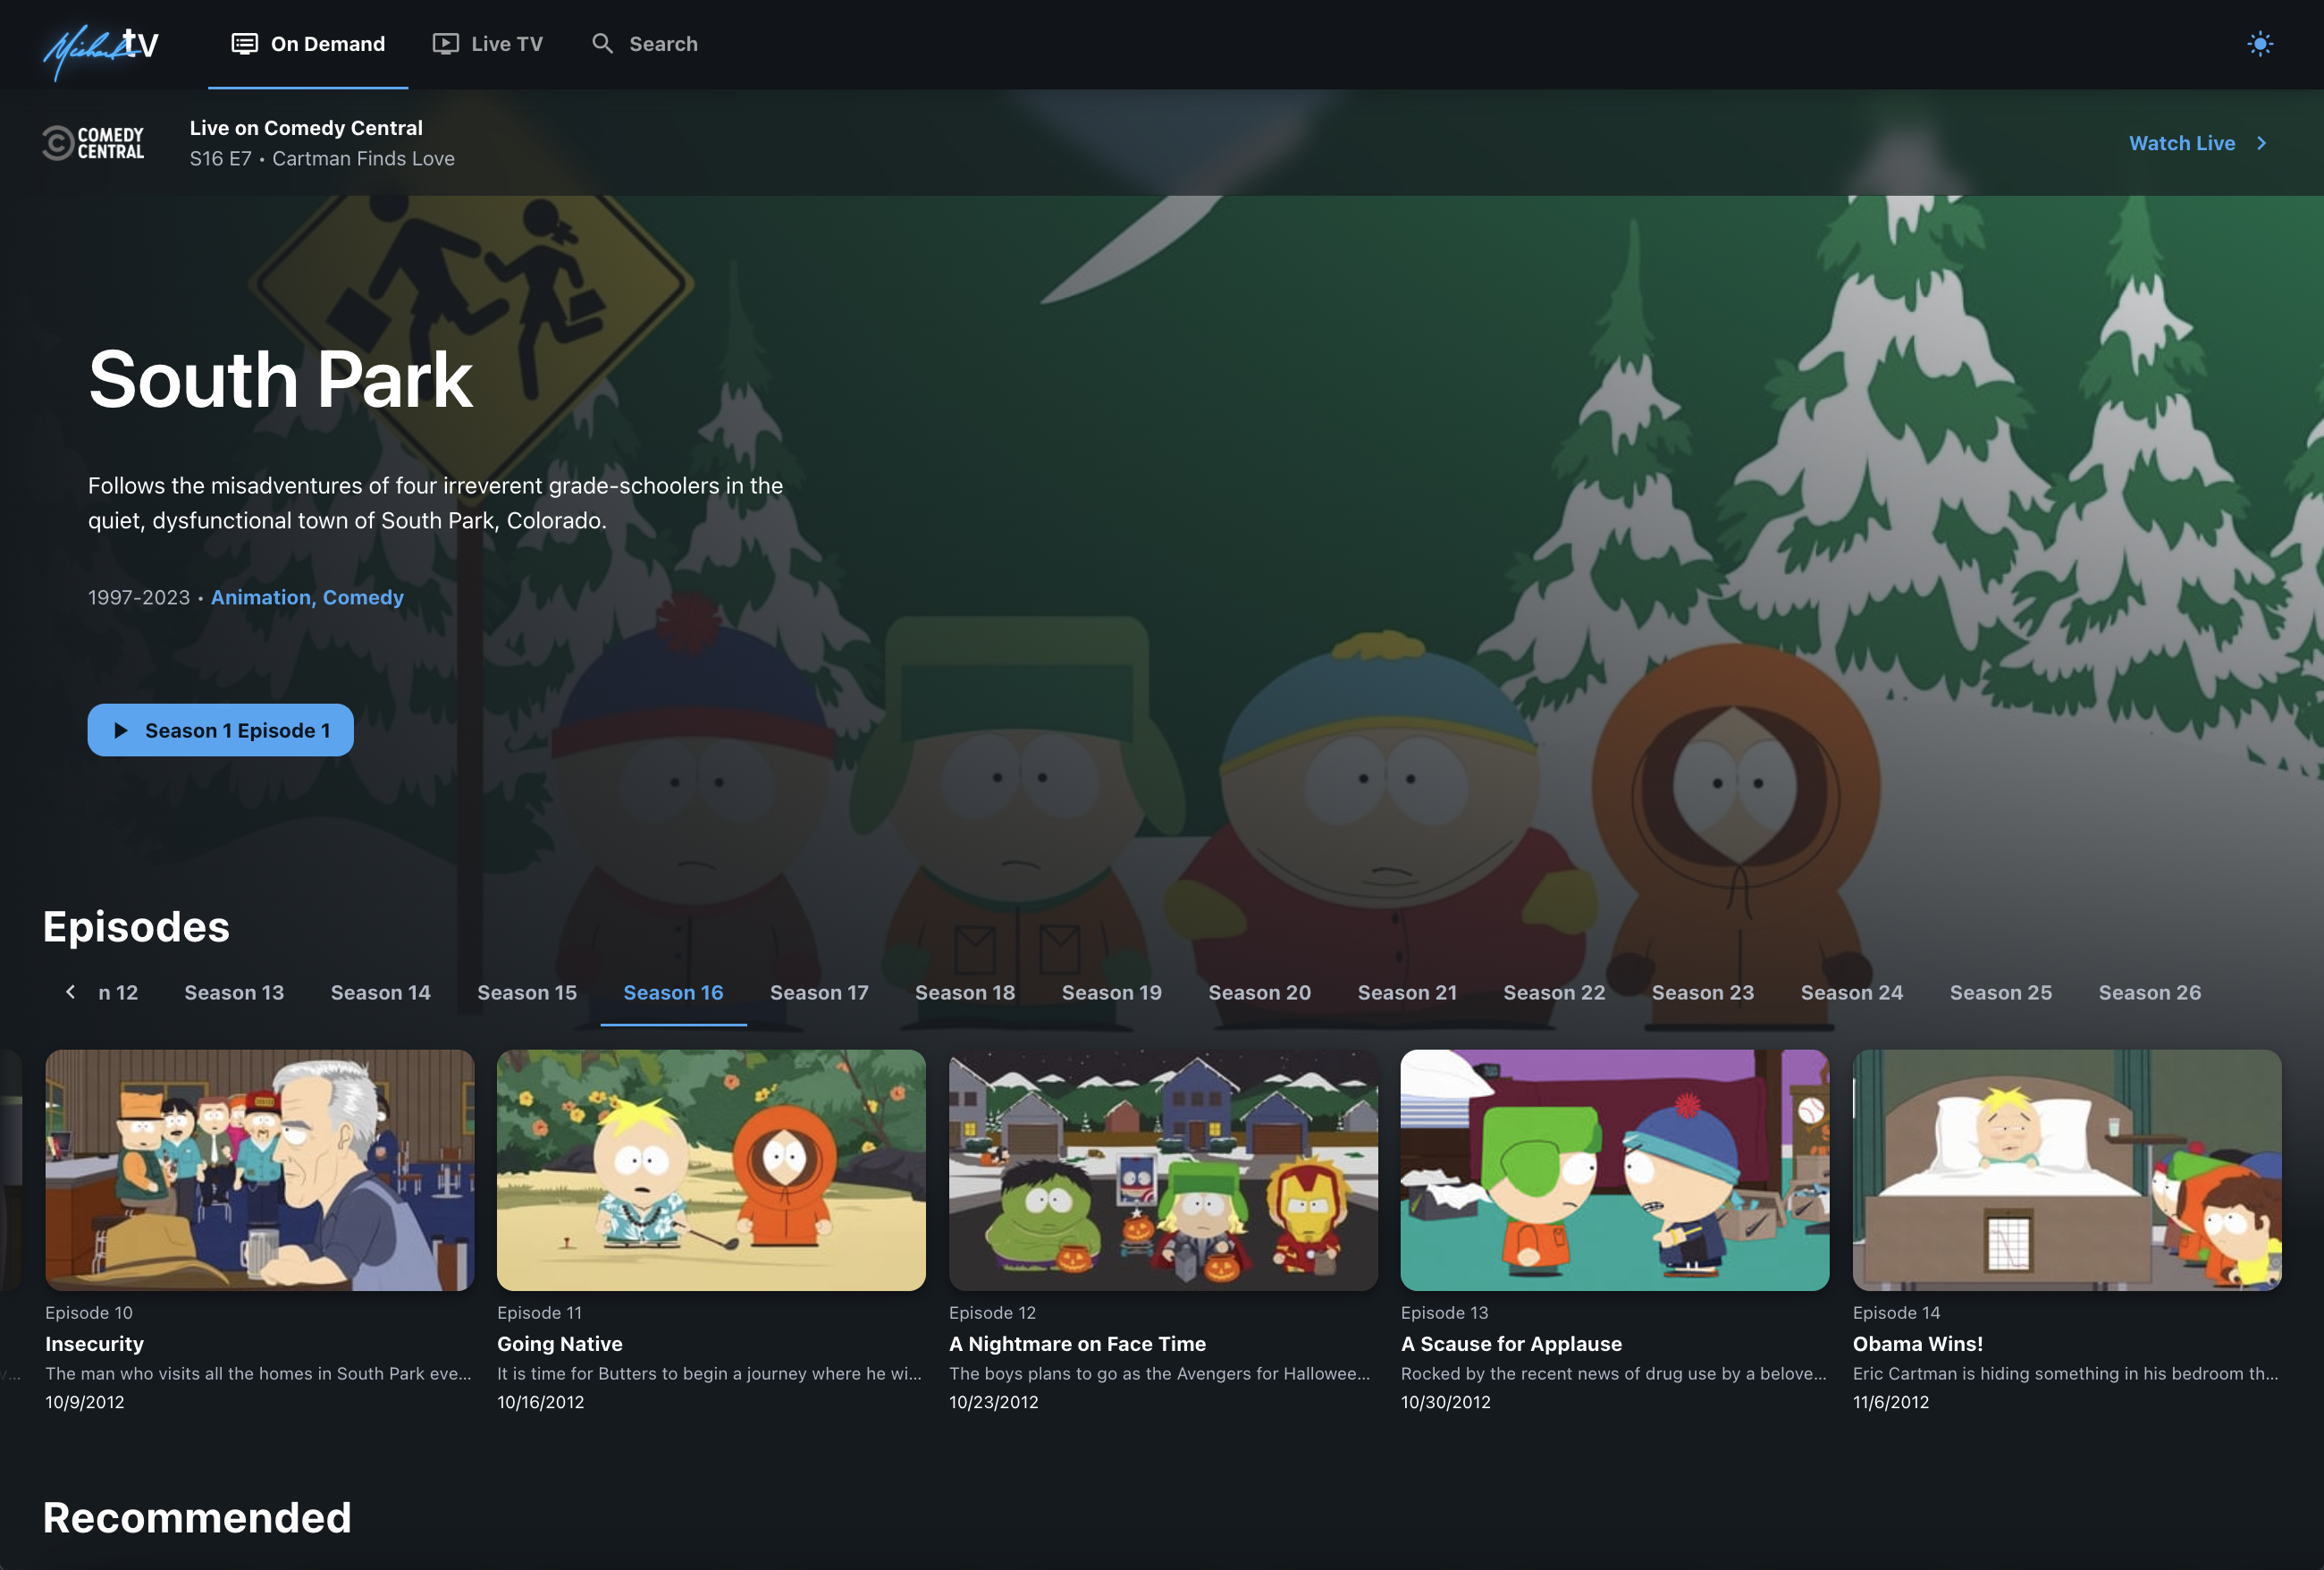 Michael tv
On Demand
Live TV
Search
COMEDY
CENTRAL
Live on Comedy Central
S16 E7 • Cartman Finds Love
Watch Live
South Park
Follows the misadventures of four irreverent grade-schoolers in the
quiet, dysfunctional town of South Park, Colorado.
1997-2023 • Animation, Comedy
Season 1 Episode 1
Episodes
n 12
Season 13
Season 14
Season 15
Season 16
Season 17
Season 18
Season 19
Season 20
Season 21
Season 22
Season 23
Season 24
Season 25
Season 26
Episode 10
Insecurity
The man who visits all the homes in South Park eve...
10/9/2012
Episode 11
Going Native
It is time for Butters to begin a journey where he wi...
10/16/2012
Episode 12
A Nightmare on Face Time
The boys plans to go as the Avengers for Hallowee...
10/23/2012
Episode 13
A Scause for Applause
Rocked by the recent news of drug use by a belove...
10/30/2012
Episode 14
Obama Wins!
Eric Cartman is hiding something in his bedroom th...
11/6/2012
Recommended